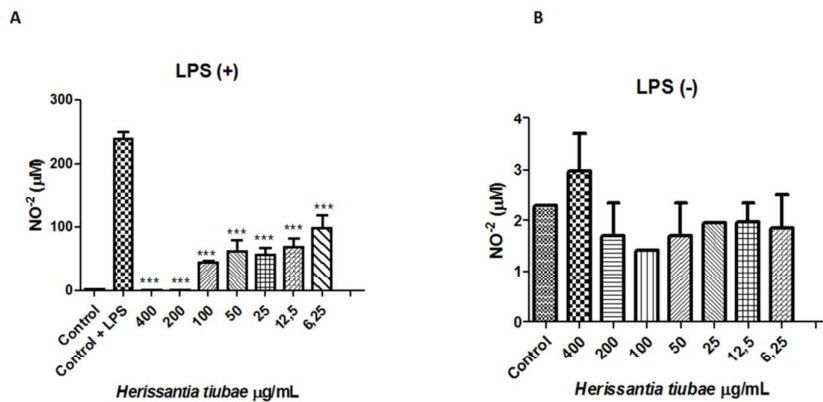 A
LPS (+)
300
200
100
0
NO⁻² (μM)
***
***
***
***
***
***
***
Control
Control + LPS
400
200
100
50
25
12,5
6,25
Herissantia tiubae μg/mL
B
LPS (-)
4
3
2
1
0
NO⁻² (μM)
Control
400
200
100
50
25
12,5
6,25
Herissantia tiubae μg/mL